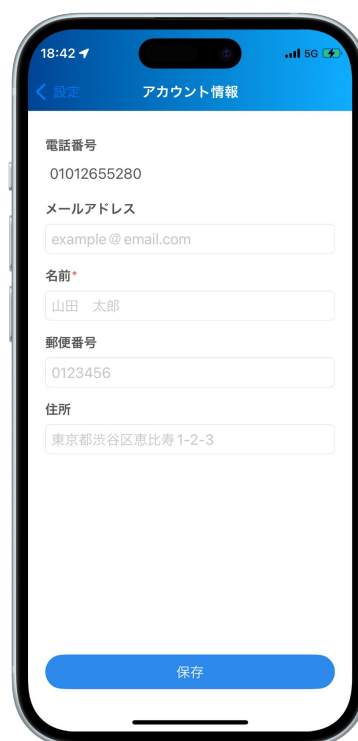 18:42
5G
設定
アカウント情報
電話番号
01012655280
メールアドレス
example@email.com
名前*
山田　太郎
郵便番号
0123456
住所
東京都渋谷区恵比寿1-2-3
保存